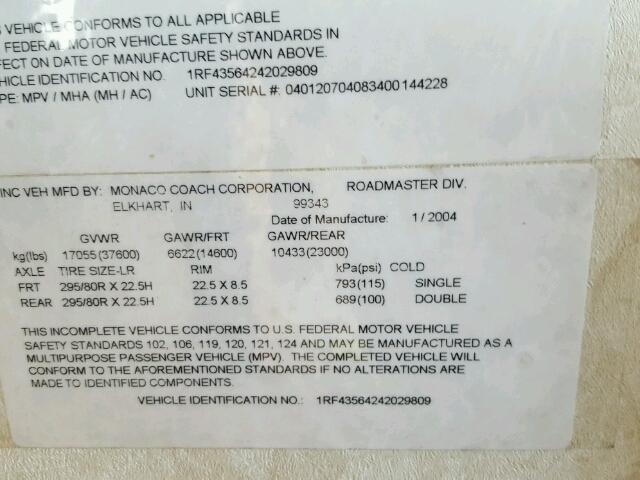 VEHICLE CONFORMS TO ALL APPLICABLE
FEDERAL MOTOR VEHICLE SAFETY STANDARDS IN
FECT ON DATE OF MANUFACTURE SHOWN ABOVE.
HICLE IDENTIFICATION NO. 1RF43564242029809
PE: MPV / MHA (MH / AC) UNIT SERIAL #: 040120704083400144228
INC VEH MFD BY: MONACO COACH CORPORATION, ROADMASTER DIV.
ELKHART, IN 99343
Date of Manufacture: 1 / 2004
GVWR GAWR/FRT GAWR/REAR
kg(lbs) 17055(37600) 6622(14600) 10433(23000)
AXLE TIRE SIZE-LR RIM kPa(psi) COLD
FRT 295/80R X 22.5H 22.5 X 8.5 793(115) SINGLE
REAR 295/80R X 22.5H 22.5 X 8.5 689(100) DOUBLE
THIS INCOMPLETE VEHICLE CONFORMS TO U.S. FEDERAL MOTOR VEHICLE
SAFETY STANDARDS 102, 106, 119, 120, 121, 124 AND MAY BE MANUFACTURED AS A
MULTIPURPOSE PASSENGER VEHICLE (MPV). THE COMPLETED VEHICLE WILL
CONFORM TO THE AFOREMENTIONED STANDARDS IF NO ALTERATIONS ARE
MADE TO IDENTIFIED COMPONENTS.
VEHICLE IDENTIFICATION NO.: 1RF43564242029809